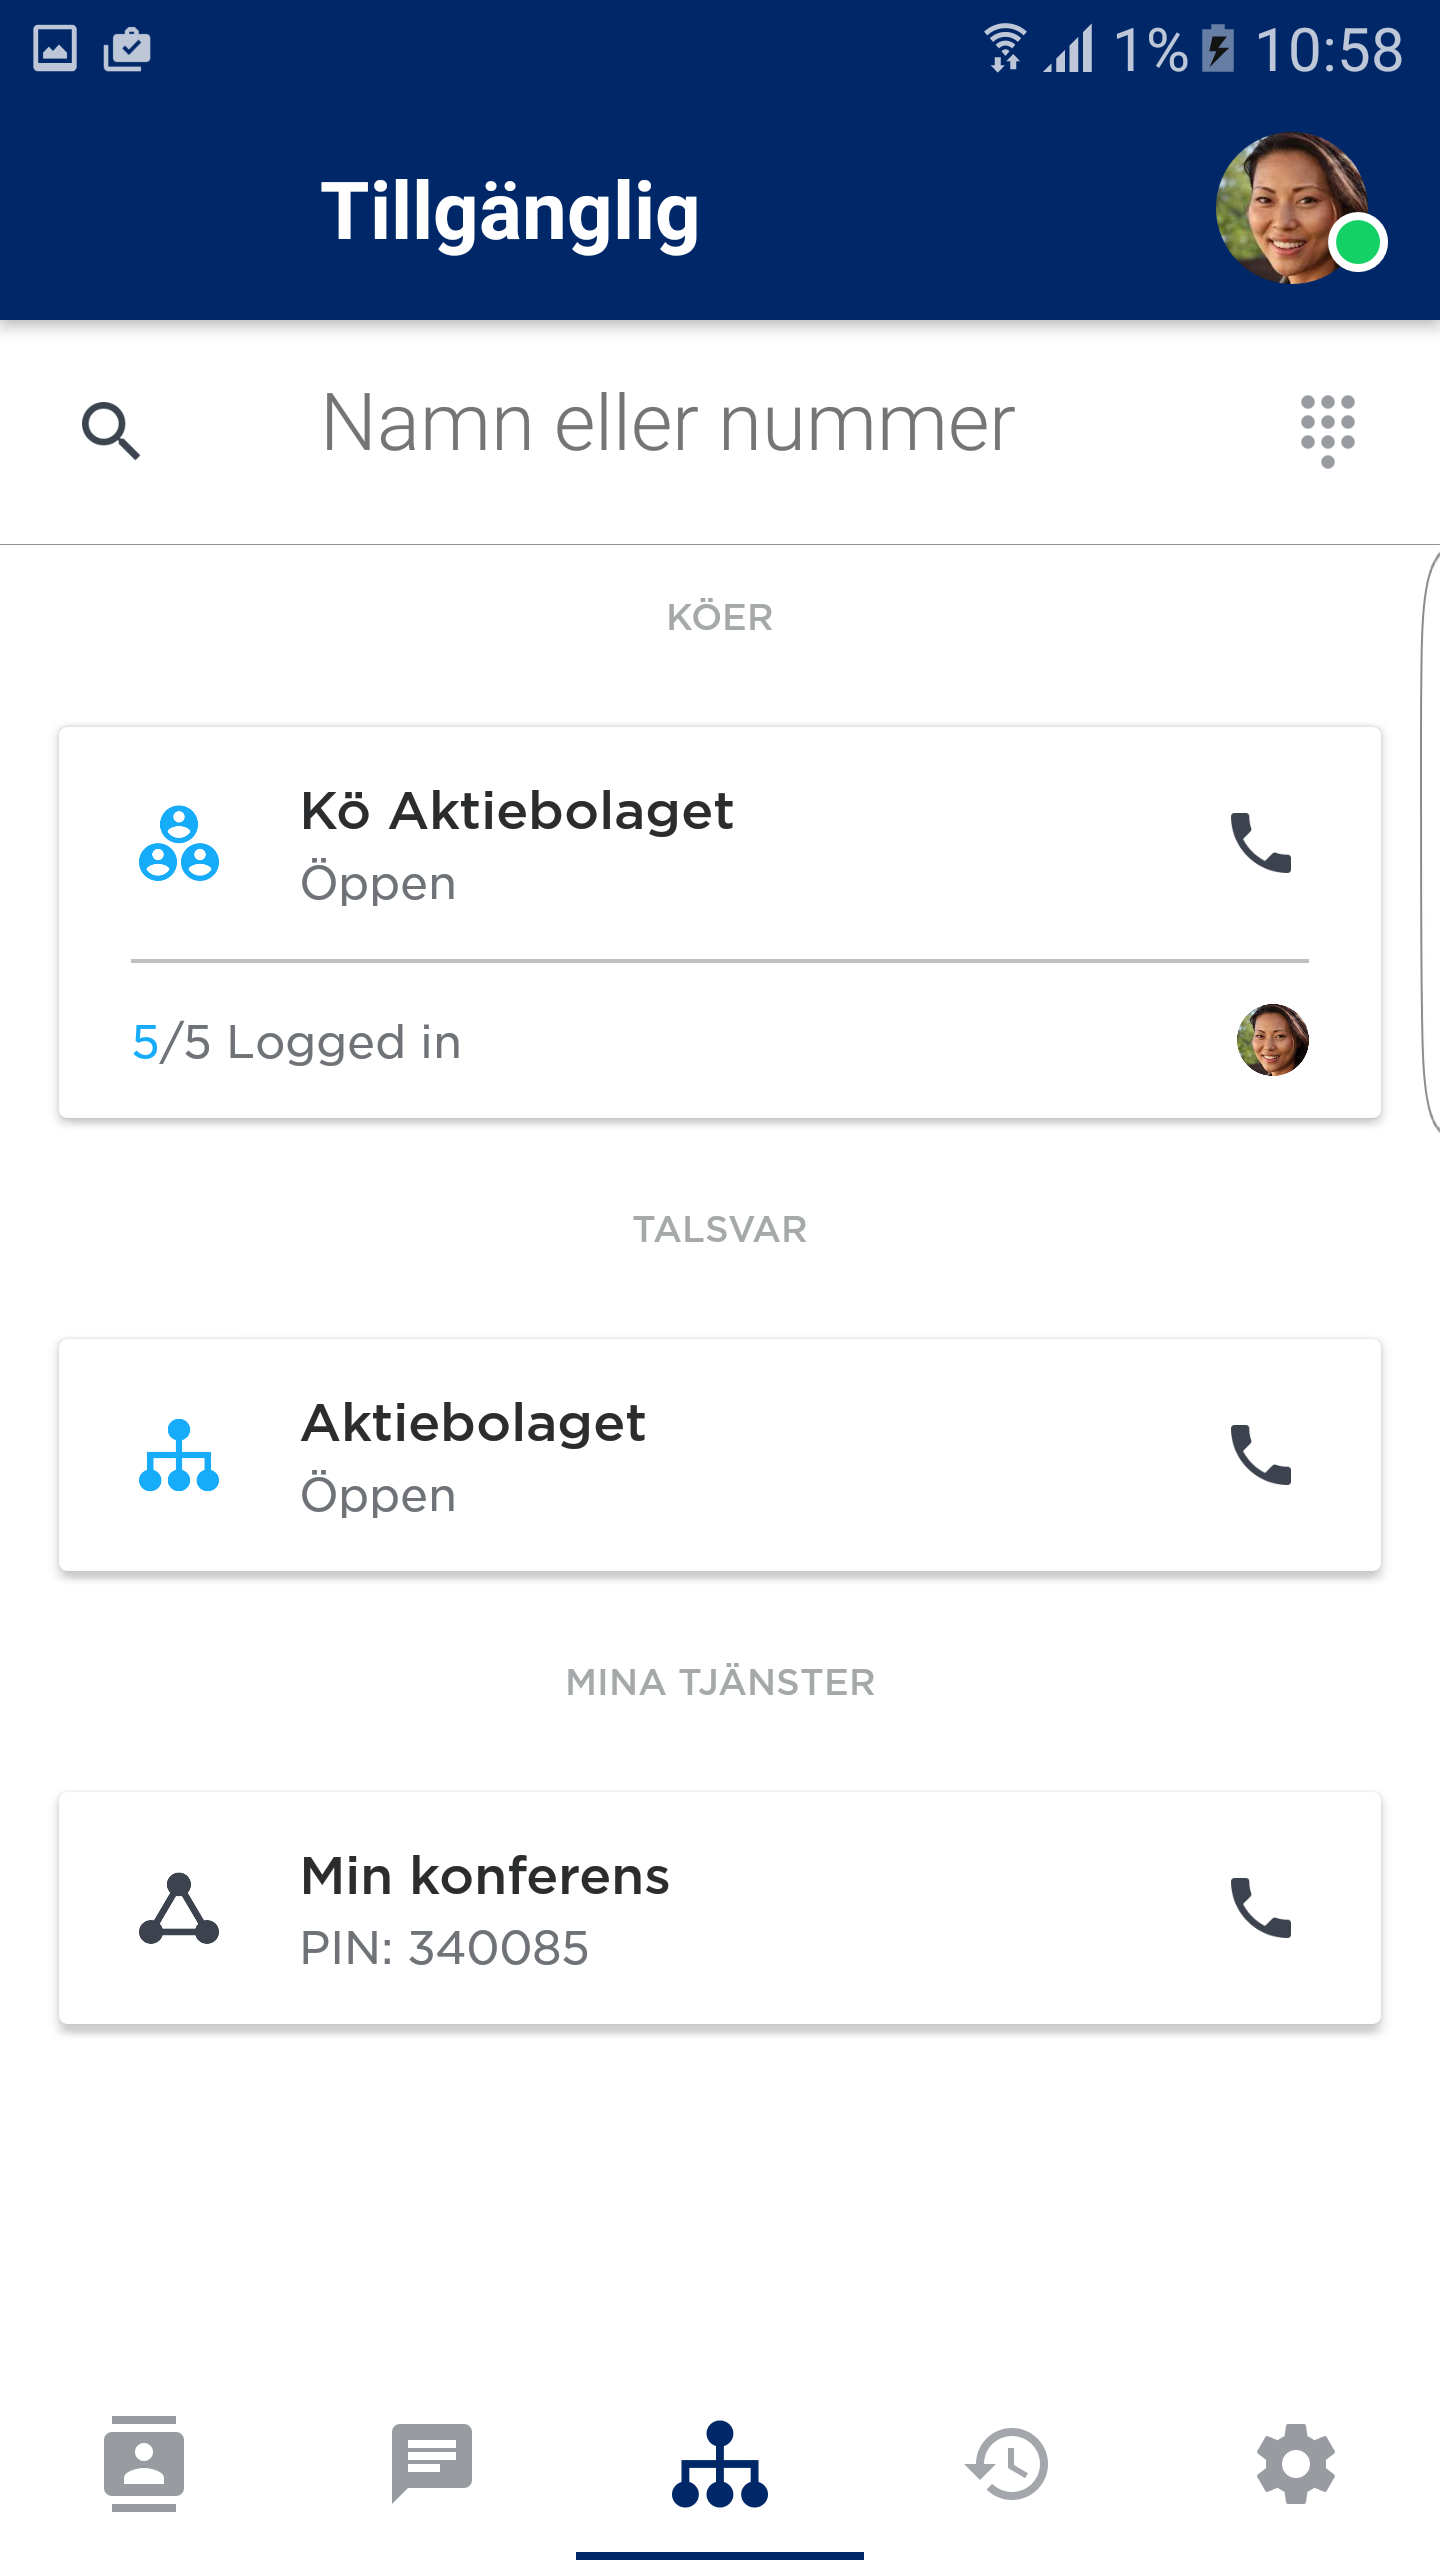 1% 10:58
Tillgänglig
Namn eller nummer
KÖER
Kö Aktiebolaget
Öppen
5/5 Logged in
TALSVAR
Aktiebolaget
Öppen
MINA TJÄNSTER
Min konferens
PIN: 340085